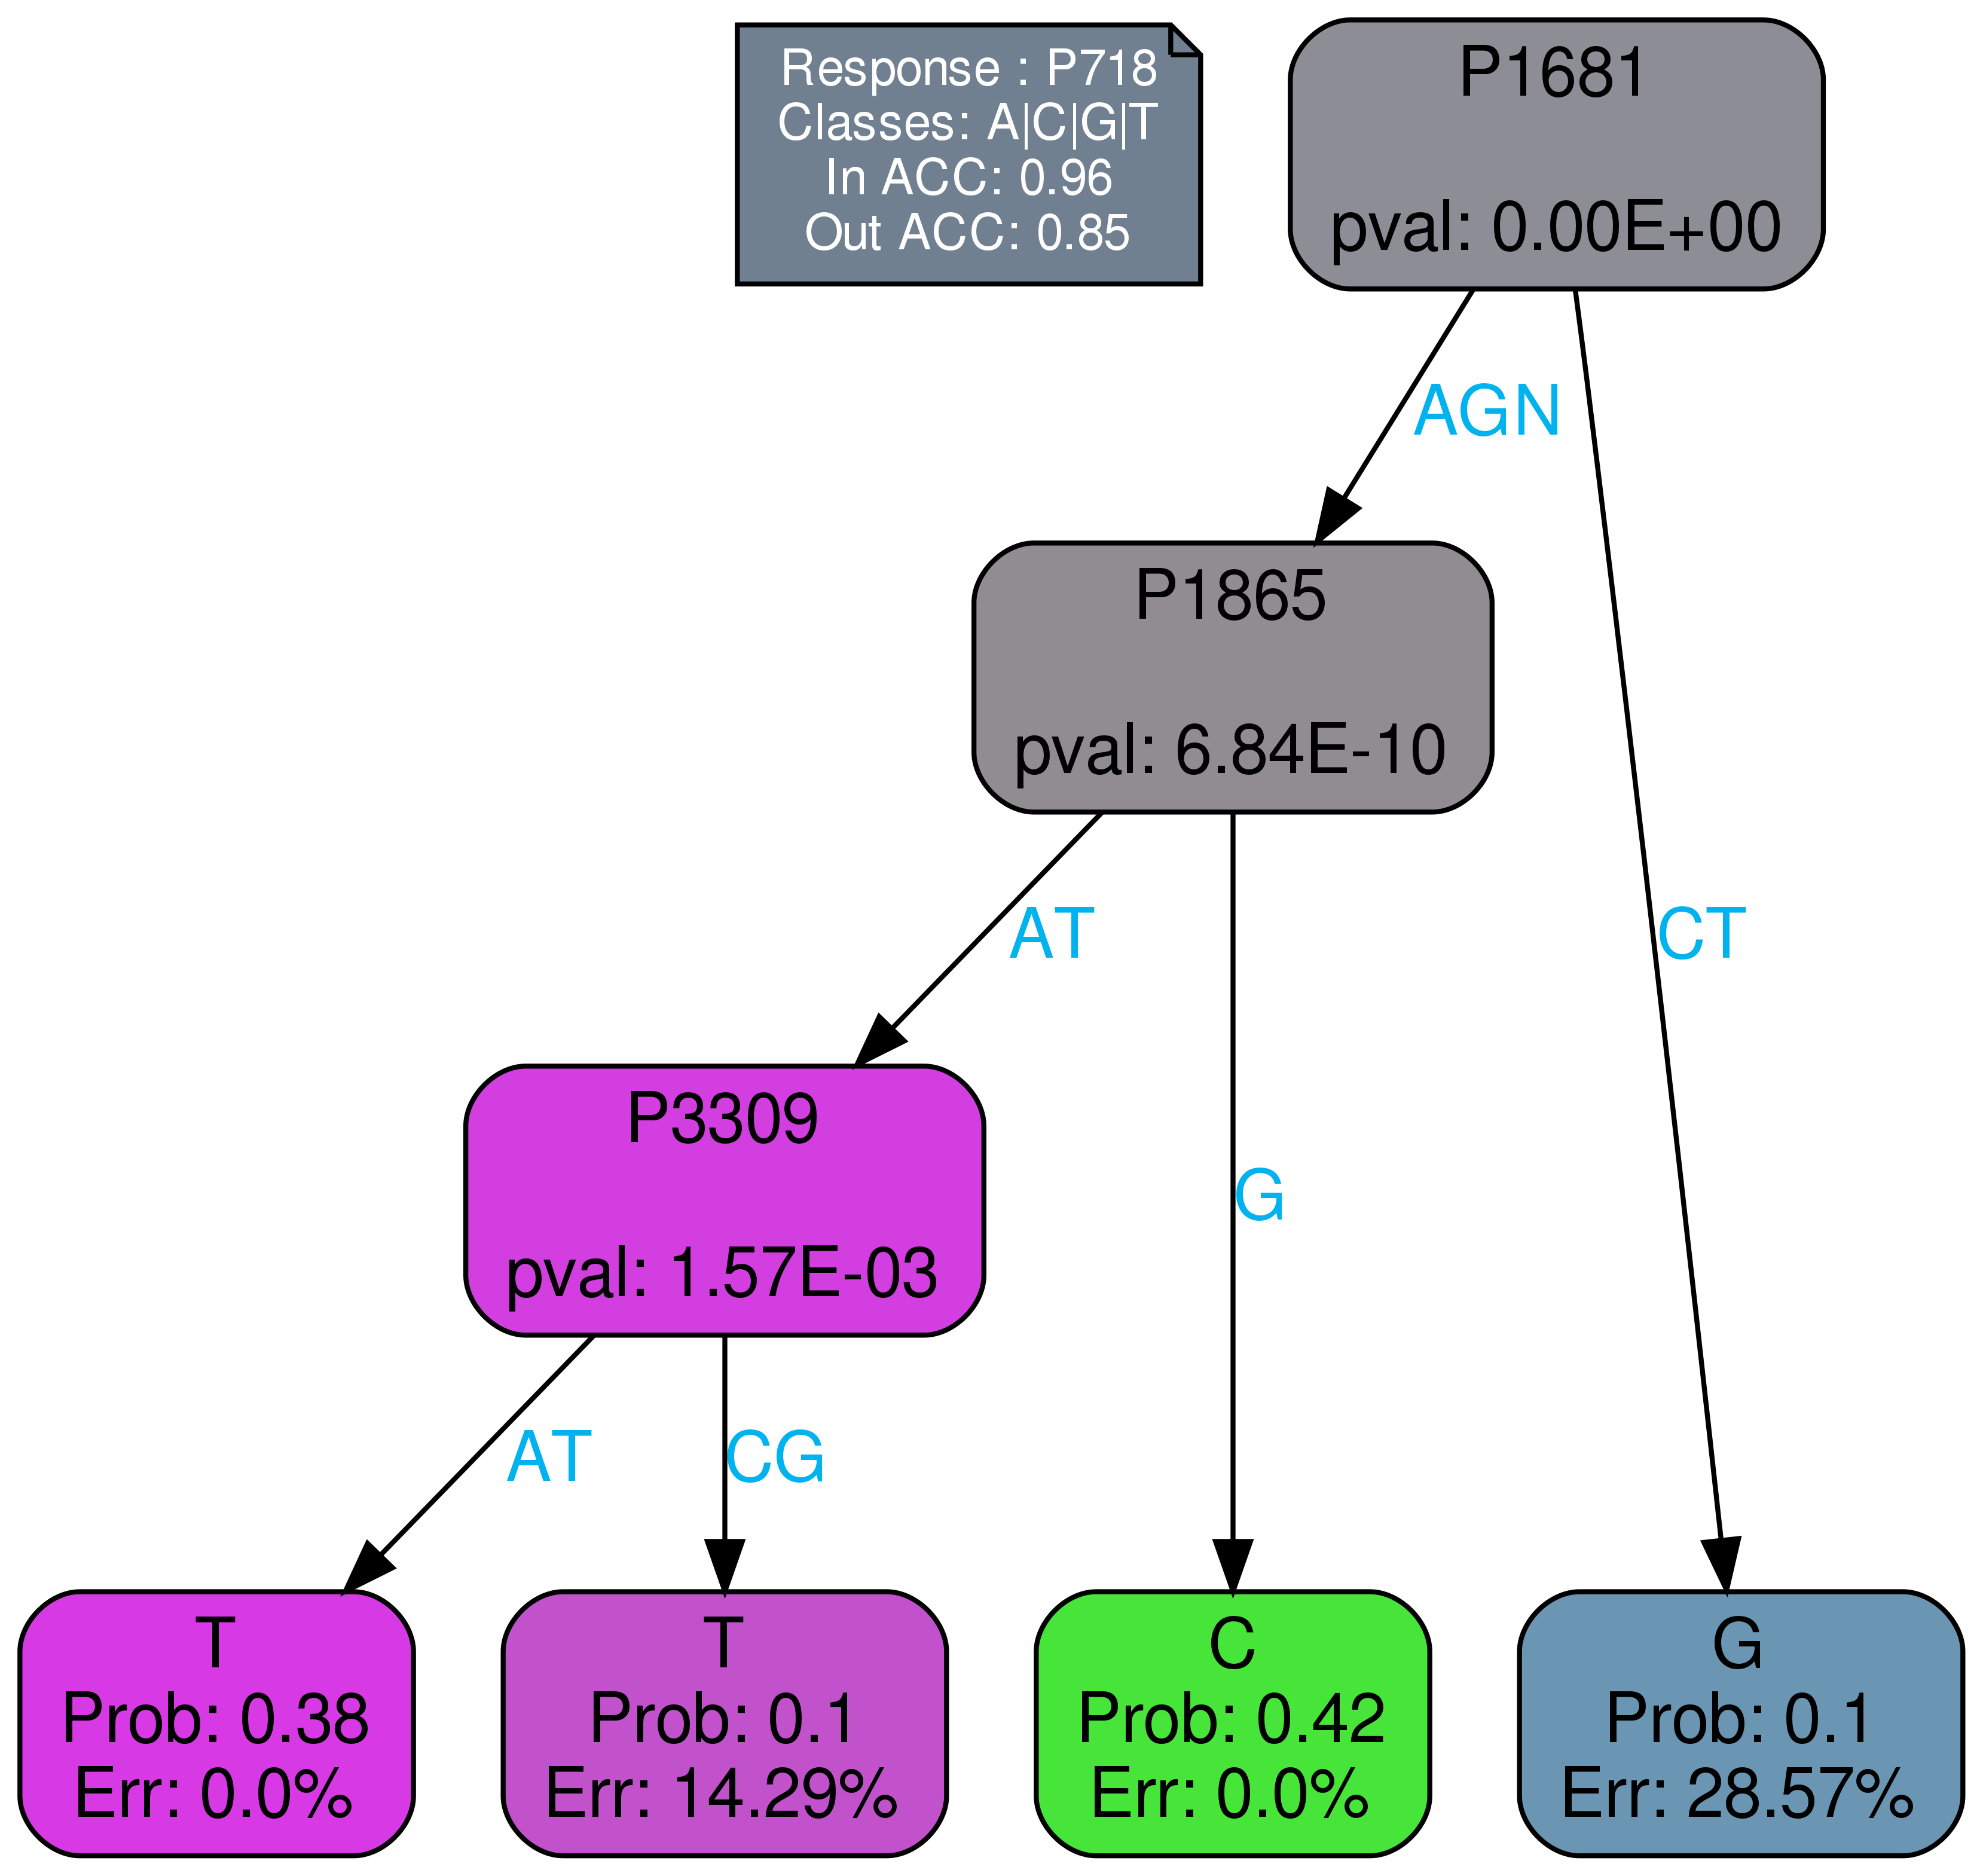 Response : P718
Classes: A|C|G|T
In ACC: 0.96
Out ACC: 0.85
P1681
pval: 0.00E+00
AGN
P1865
pval: 6.84E-10
AT
CT
P3309
pval: 1.57E-03
G
AT
CG
T
Prob: 0.38
Err: 0.0%
T
Prob: 0.1
Err: 14.29%
C
Prob: 0.42
Err: 0.0%
G
Prob: 0.1
Err: 28.57%